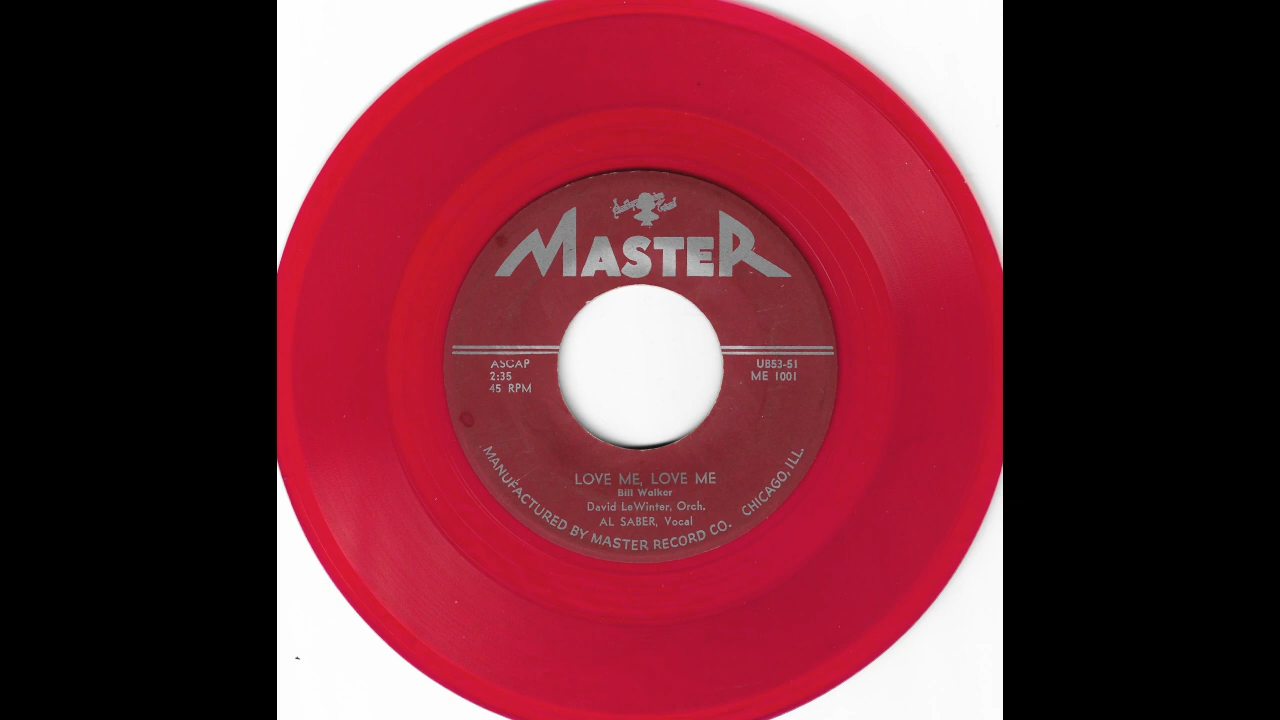 MASTER
ASCAP
2:35
45 RPM
UB53-51
ME 1001
LOVE ME, LOVE ME
Bill Walker
David LeWinter, Orch.
AL SABER, Vocal
MANUFACTURED BY MASTER RECORD CO. CHICAGO, ILL.